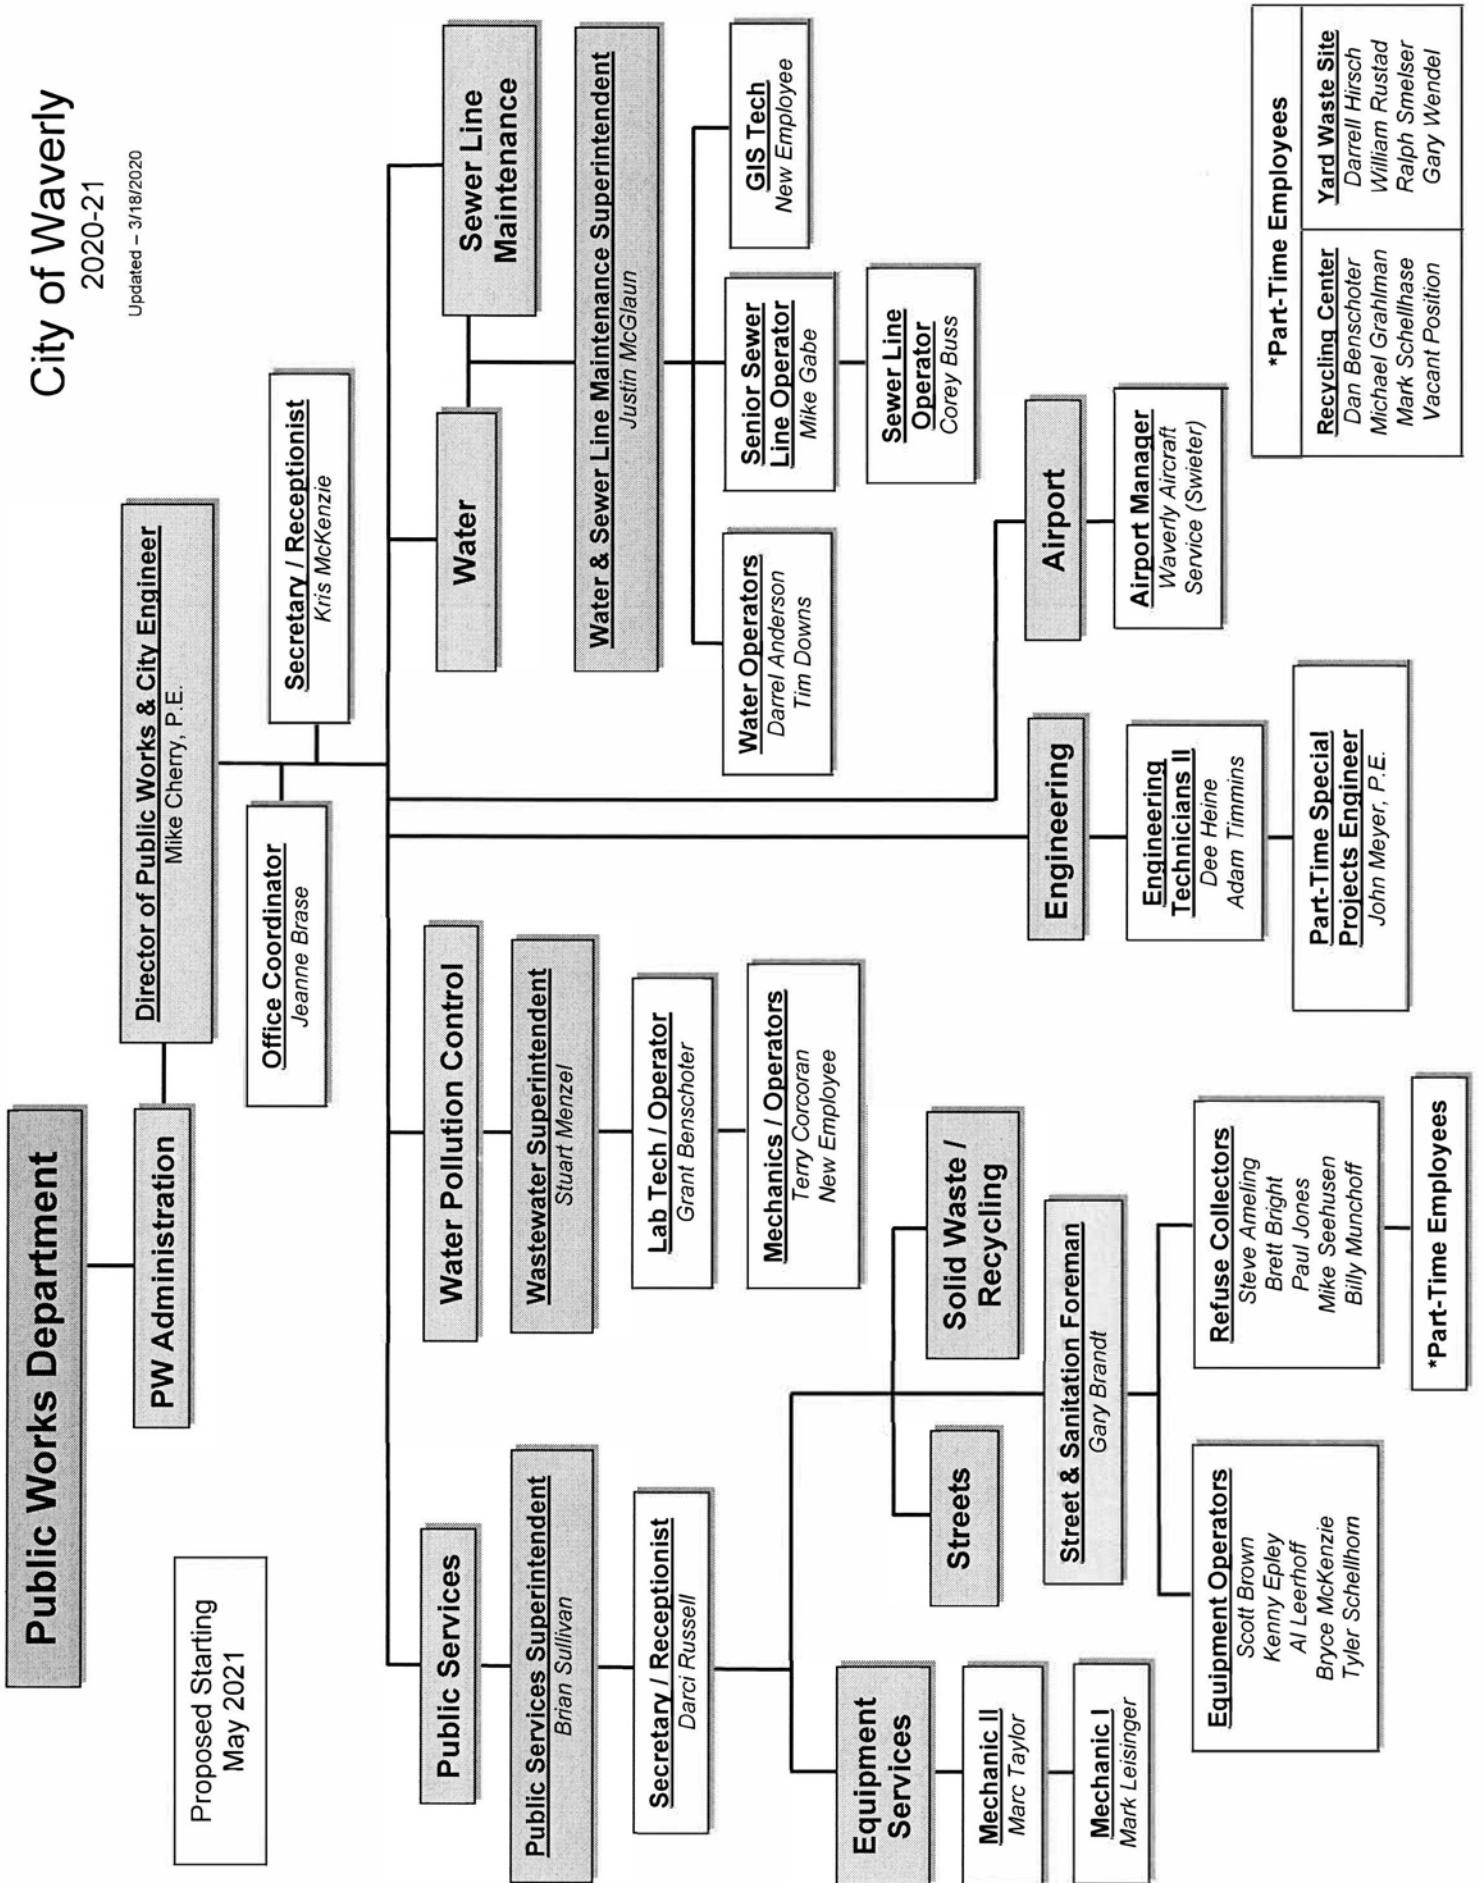 Public Works Department
City of Waverly
2020-21
Updated – 3/18/2020
Proposed Starting
May 2021
PW Administration
Director of Public Works & City Engineer
Mike Cherry, P.E.
Office Coordinator
Jeanne Brase
Secretary / Receptionist
Kris McKenzie
Public Services
Public Services Superintendent
Brian Sullivan
Secretary / Receptionist
Darci Russell
Equipment
Services
Mechanic II
Marc Taylor
Mechanic I
Mark Leisinger
Streets
Solid Waste /
Recycling
Street & Sanitation Foreman
Gary Brandt
Equipment Operators
Scott Brown
Kenny Epley
Al Leerhoff
Bryce McKenzie
Tyler Schellhorn
Refuse Collectors
Steve Ameling
Brett Bright
Paul Jones
Mike Seehusen
Billy Munchoff
*Part-Time Employees
Water Pollution Control
Wastewater Superintendent
Stuart Menzel
Lab Tech / Operator
Grant Benschoter
Mechanics / Operators
Terry Corcoran
New Employee
Engineering
Engineering
Technicians II
Dee Heine
Adam Timmins
Part-Time Special
Projects Engineer
John Meyer, P.E.
Airport
Airport Manager
Waverly Aircraft
Service (Swieter)
Water
Sewer Line
Maintenance
Water & Sewer Line Maintenance Superintendent
Justin McGlaun
Water Operators
Darrel Anderson
Tim Downs
Senior Sewer
Line Operator
Mike Gabe
Sewer Line
Operator
Corey Buss
GIS Tech
New Employee
*Part-Time Employees
Recycling Center
Dan Benschoter
Michael Grahlman
Mark Schellhase
Vacant Position
Yard Waste Site
Darrell Hirsch
William Rustad
Ralph Smelser
Gary Wendel